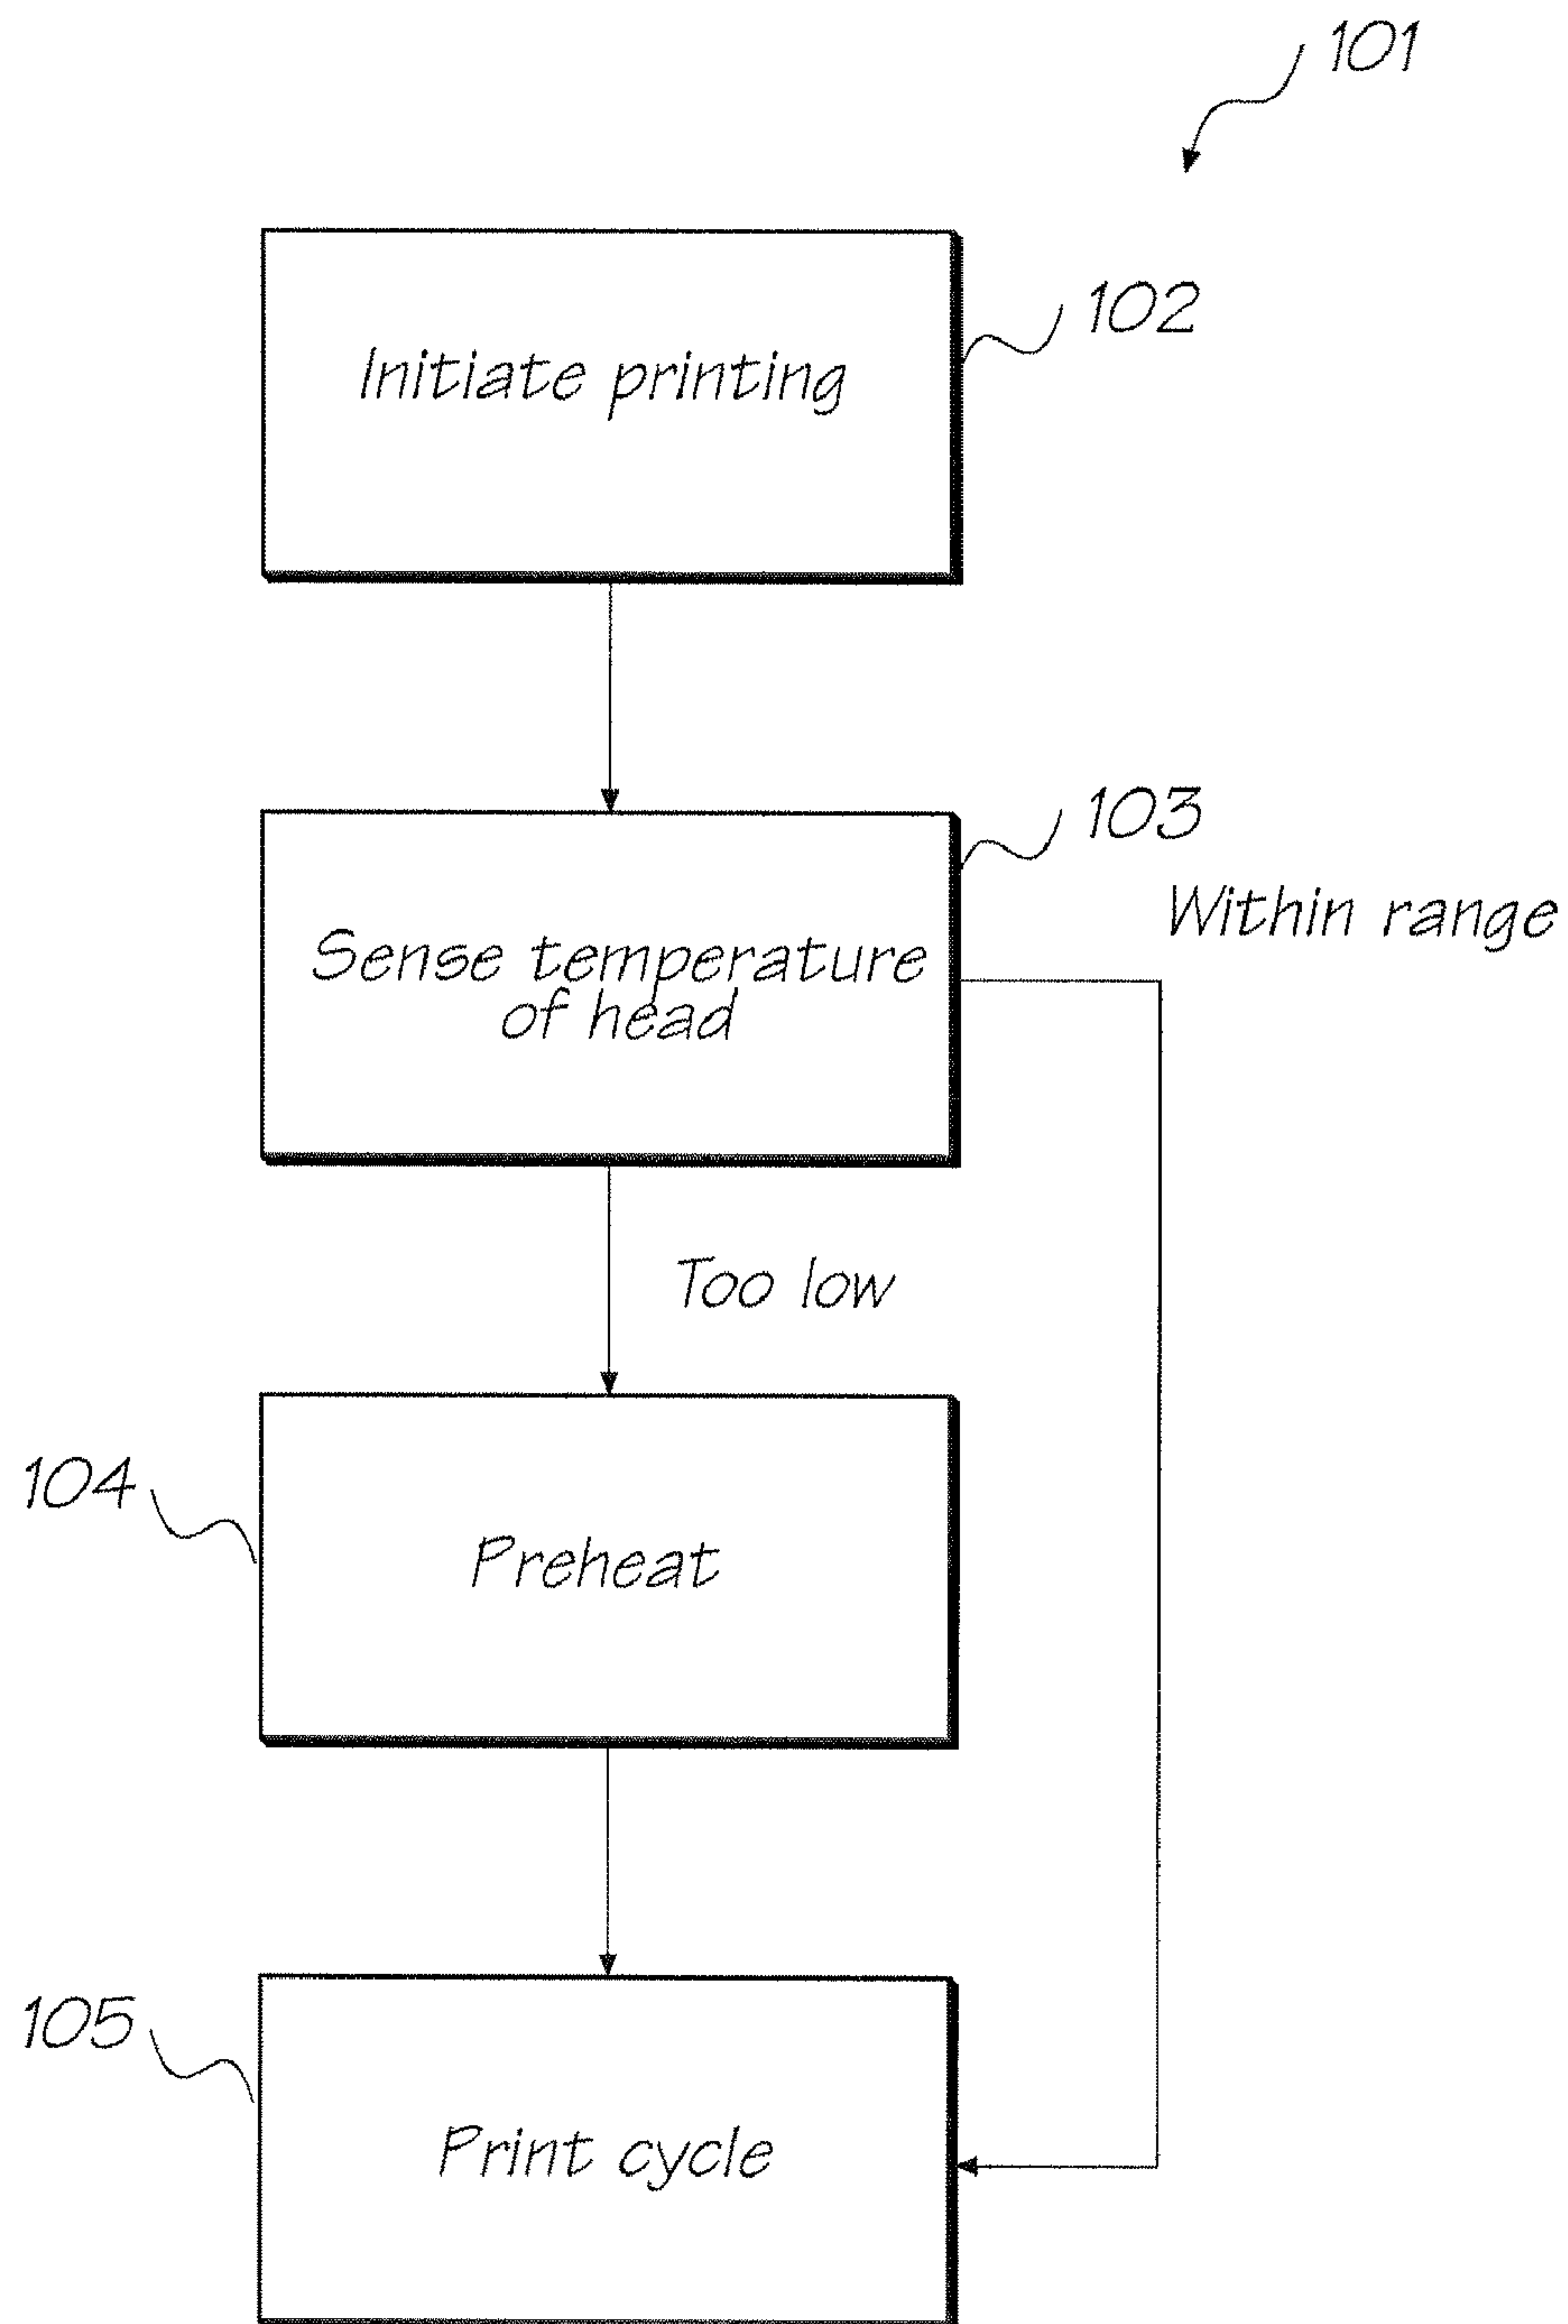 101
Initiate printing
102
Sense temperature
of head
103
Within range
Too low
104
Preheat
105
Print cycle